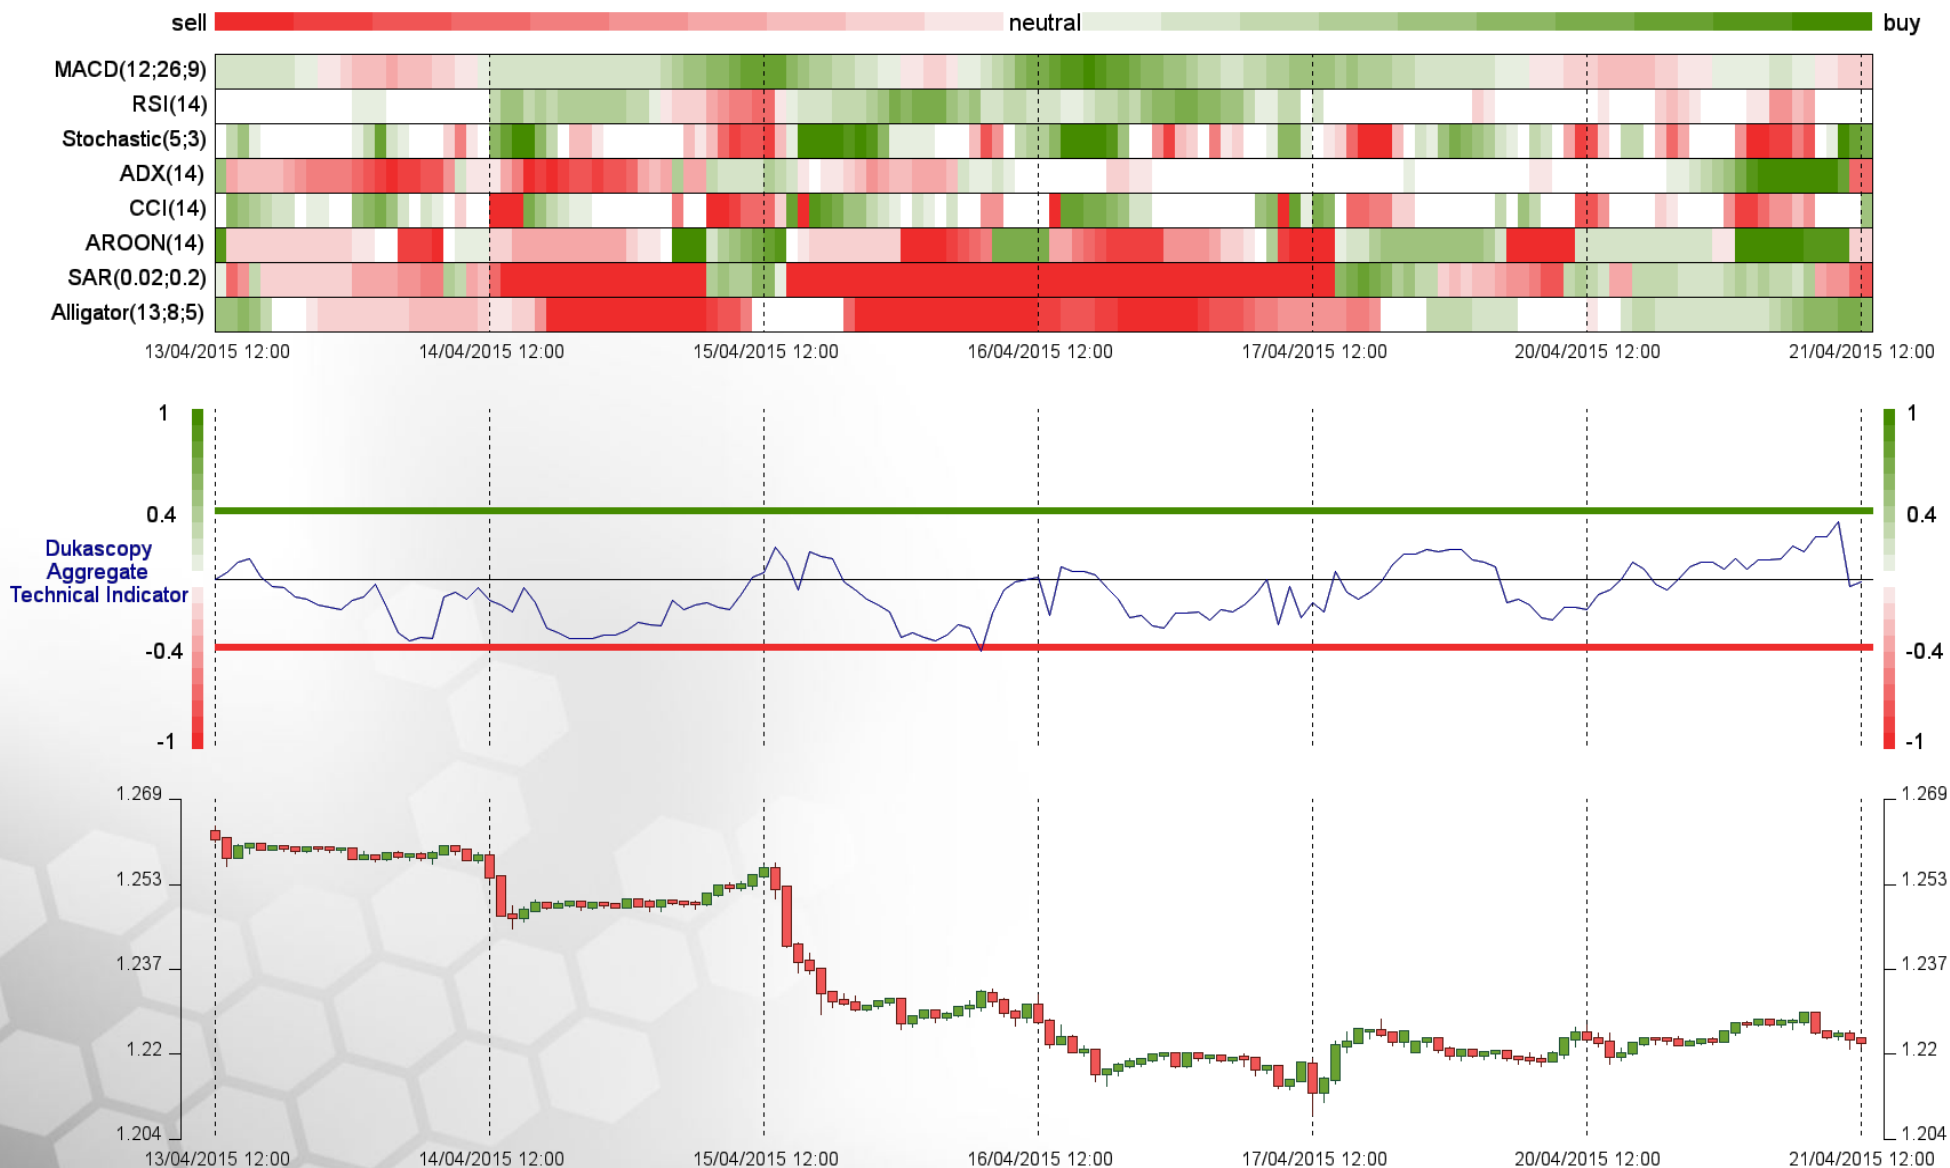 sell neutral buy
MACD(12;26;9)
RSI(14)
Stochastic(5;3)
ADX(14)
CCI(14)
AROON(14)
SAR(0.02;0.2)
Alligator(13;8;5)
13/04/2015 12:00 14/04/2015 12:00 15/04/2015 12:00 16/04/2015 12:00 17/04/2015 12:00 20/04/2015 12:00 21/04/2015 12:00
1 1
0.4 0.4
Dukascopy
Aggregate
Technical Indicator
-0.4 -0.4
-1 -1
1.269 1.269
1.253 1.253
1.237 1.237
1.22 1.22
1.204 1.204
13/04/2015 12:00 14/04/2015 12:00 15/04/2015 12:00 16/04/2015 12:00 17/04/2015 12:00 20/04/2015 12:00 21/04/2015 12:00